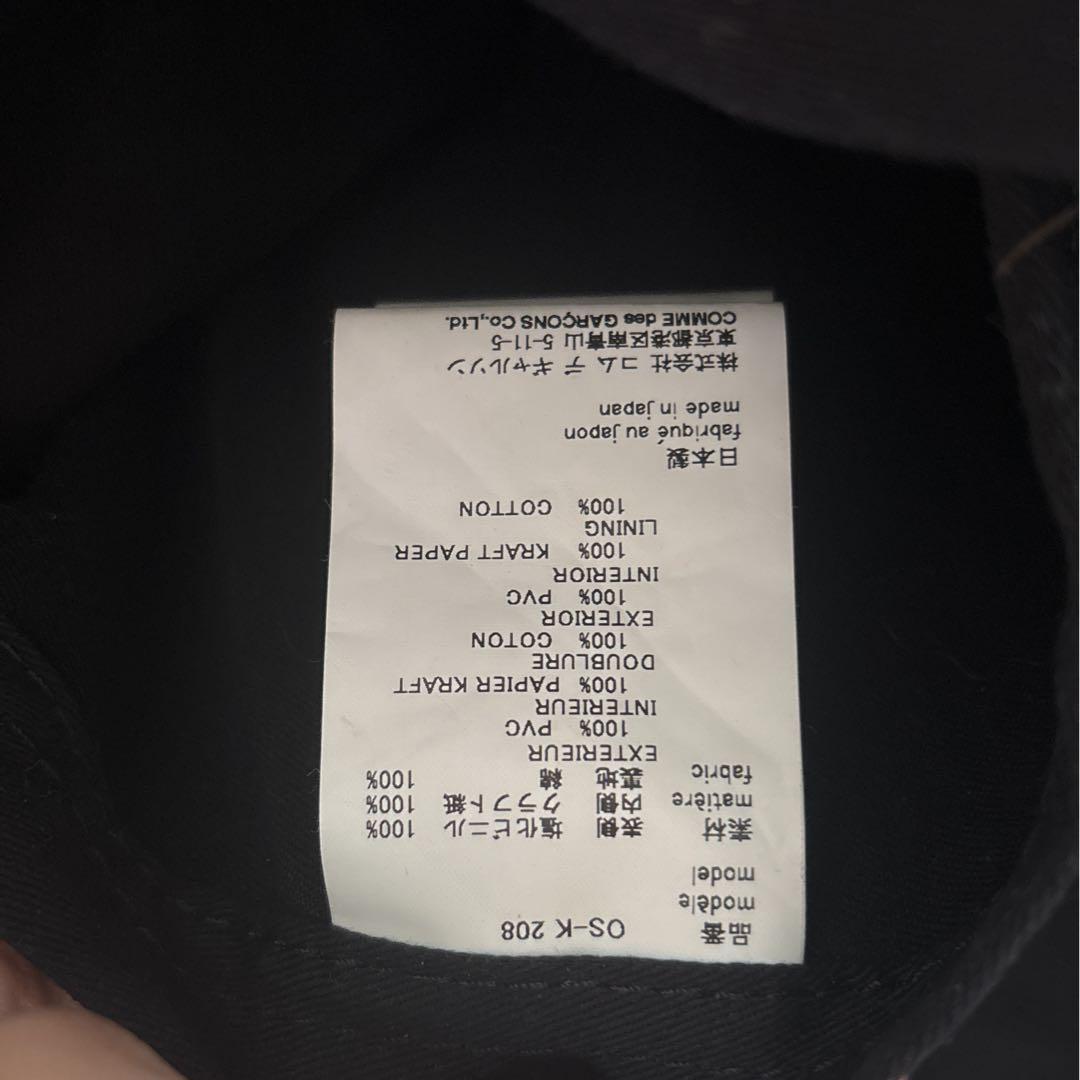 品番 OS-K 208
modèle
model
素材 表側 塩化ビニル 100%
matière 内側 クラフト紙 100%
fabric 裏地 綿 100%
EXTERIEUR
100% PVC
INTERIEUR
100% PAPIER KRAFT
DOUBLURE
100% COTON
EXTERIOR
100% PVC
INTERIOR
100% KRAFT PAPER
LINING
100% COTTON
日本製
fabriqué au japon
made in japan
株式会社 コム デ ギャルソン
東京都港区南青山 5-11-5
COMME des GARÇONS Co.,Ltd.